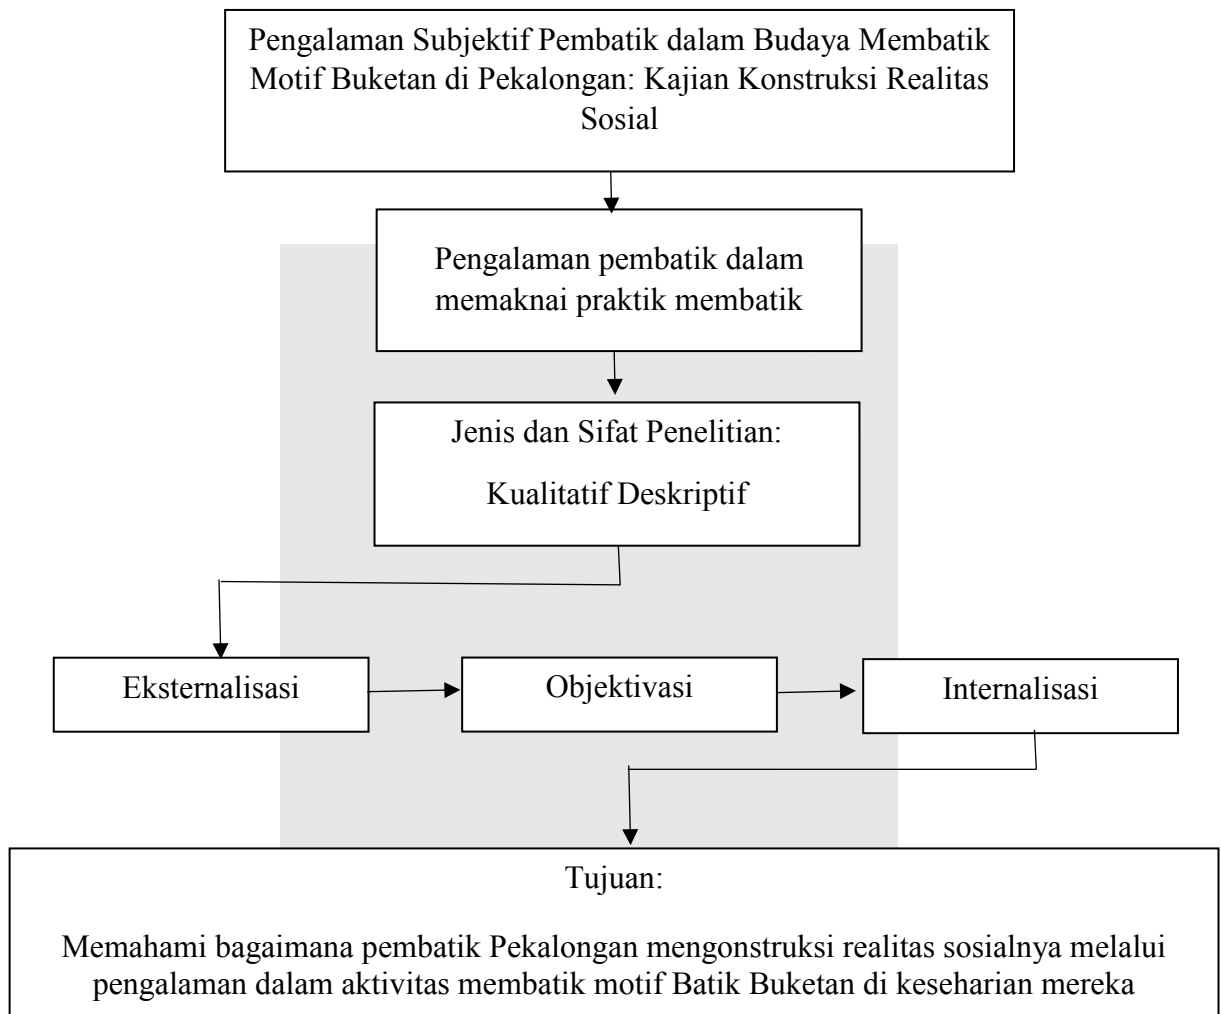 Pengalaman Subjektif Pembatik dalam Budaya Membatik
Motif Buketan di Pekalongan: Kajian Konstruksi Realitas
Sosial
Pengalaman pembatik dalam
memaknai praktik membatik
Jenis dan Sifat Penelitian:
Kualitatif Deskriptif
Eksternalisasi
Objektivasi
Internalisasi
Tujuan:
Memahami bagaimana pembatik Pekalongan mengonstruksi realitas sosialnya melalui
pengalaman dalam aktivitas membatik motif Batik Buketan di keseharian mereka